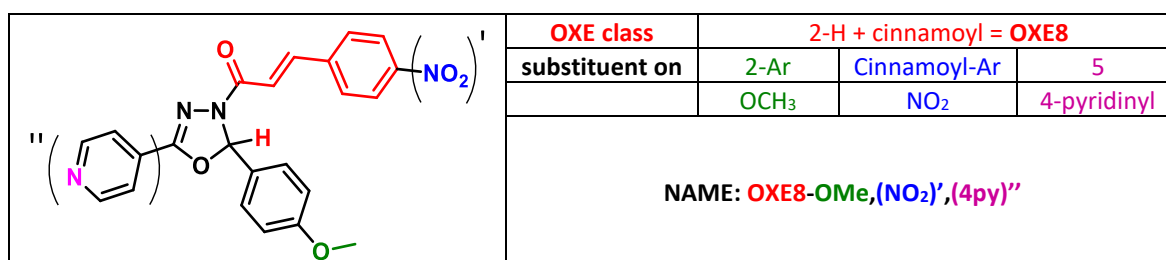 O
N
N
O
H
N
O
(NO₂)'
''( )
OXE class 2-H + cinnamoyl = OXE8
substituent on 2-Ar Cinnamoyl-Ar 5
OCH₃ NO₂ 4-pyridinyl
NAME: OXE8-OMe,(NO₂)’,(4py)’’